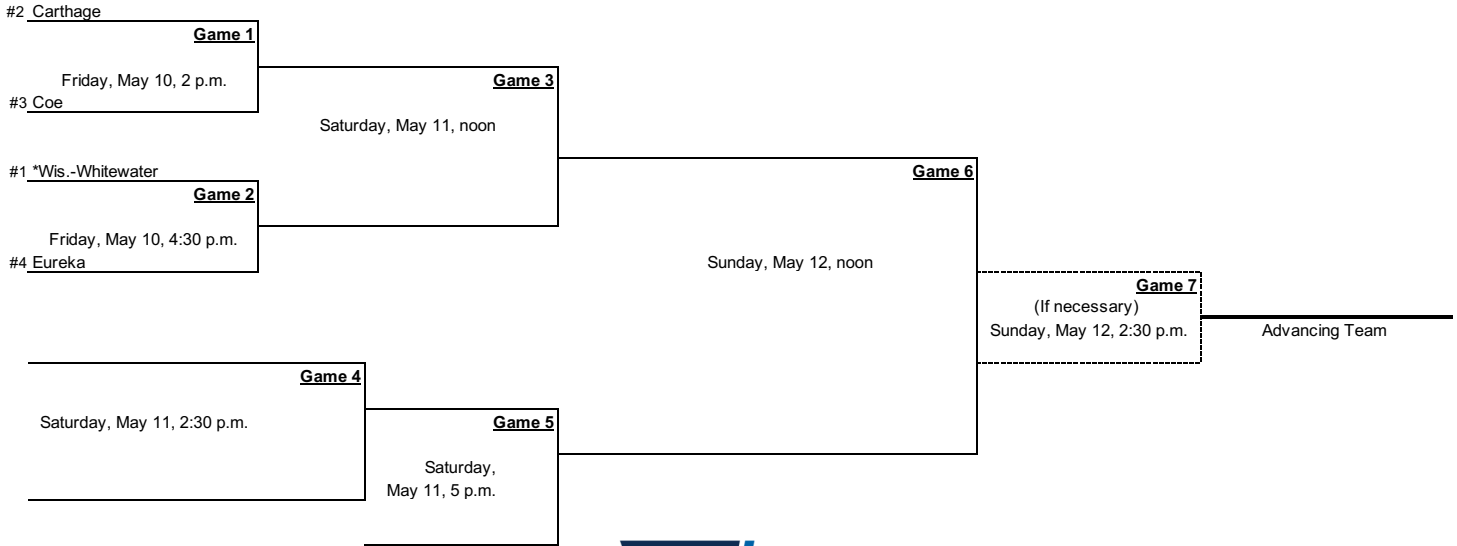 #2 Carthage
Game 1
Friday, May 10, 2 p.m.
#3 Coe
Game 3
Saturday, May 11, noon
#1 *Wis.-Whitewater
Game 2
Friday, May 10, 4:30 p.m.
#4 Eureka
Game 6
Sunday, May 12, noon
Game 7
(If necessary)
Sunday, May 12, 2:30 p.m.
Advancing Team
Game 4
Saturday, May 11, 2:30 p.m.
Game 5
Saturday,
May 11, 5 p.m.